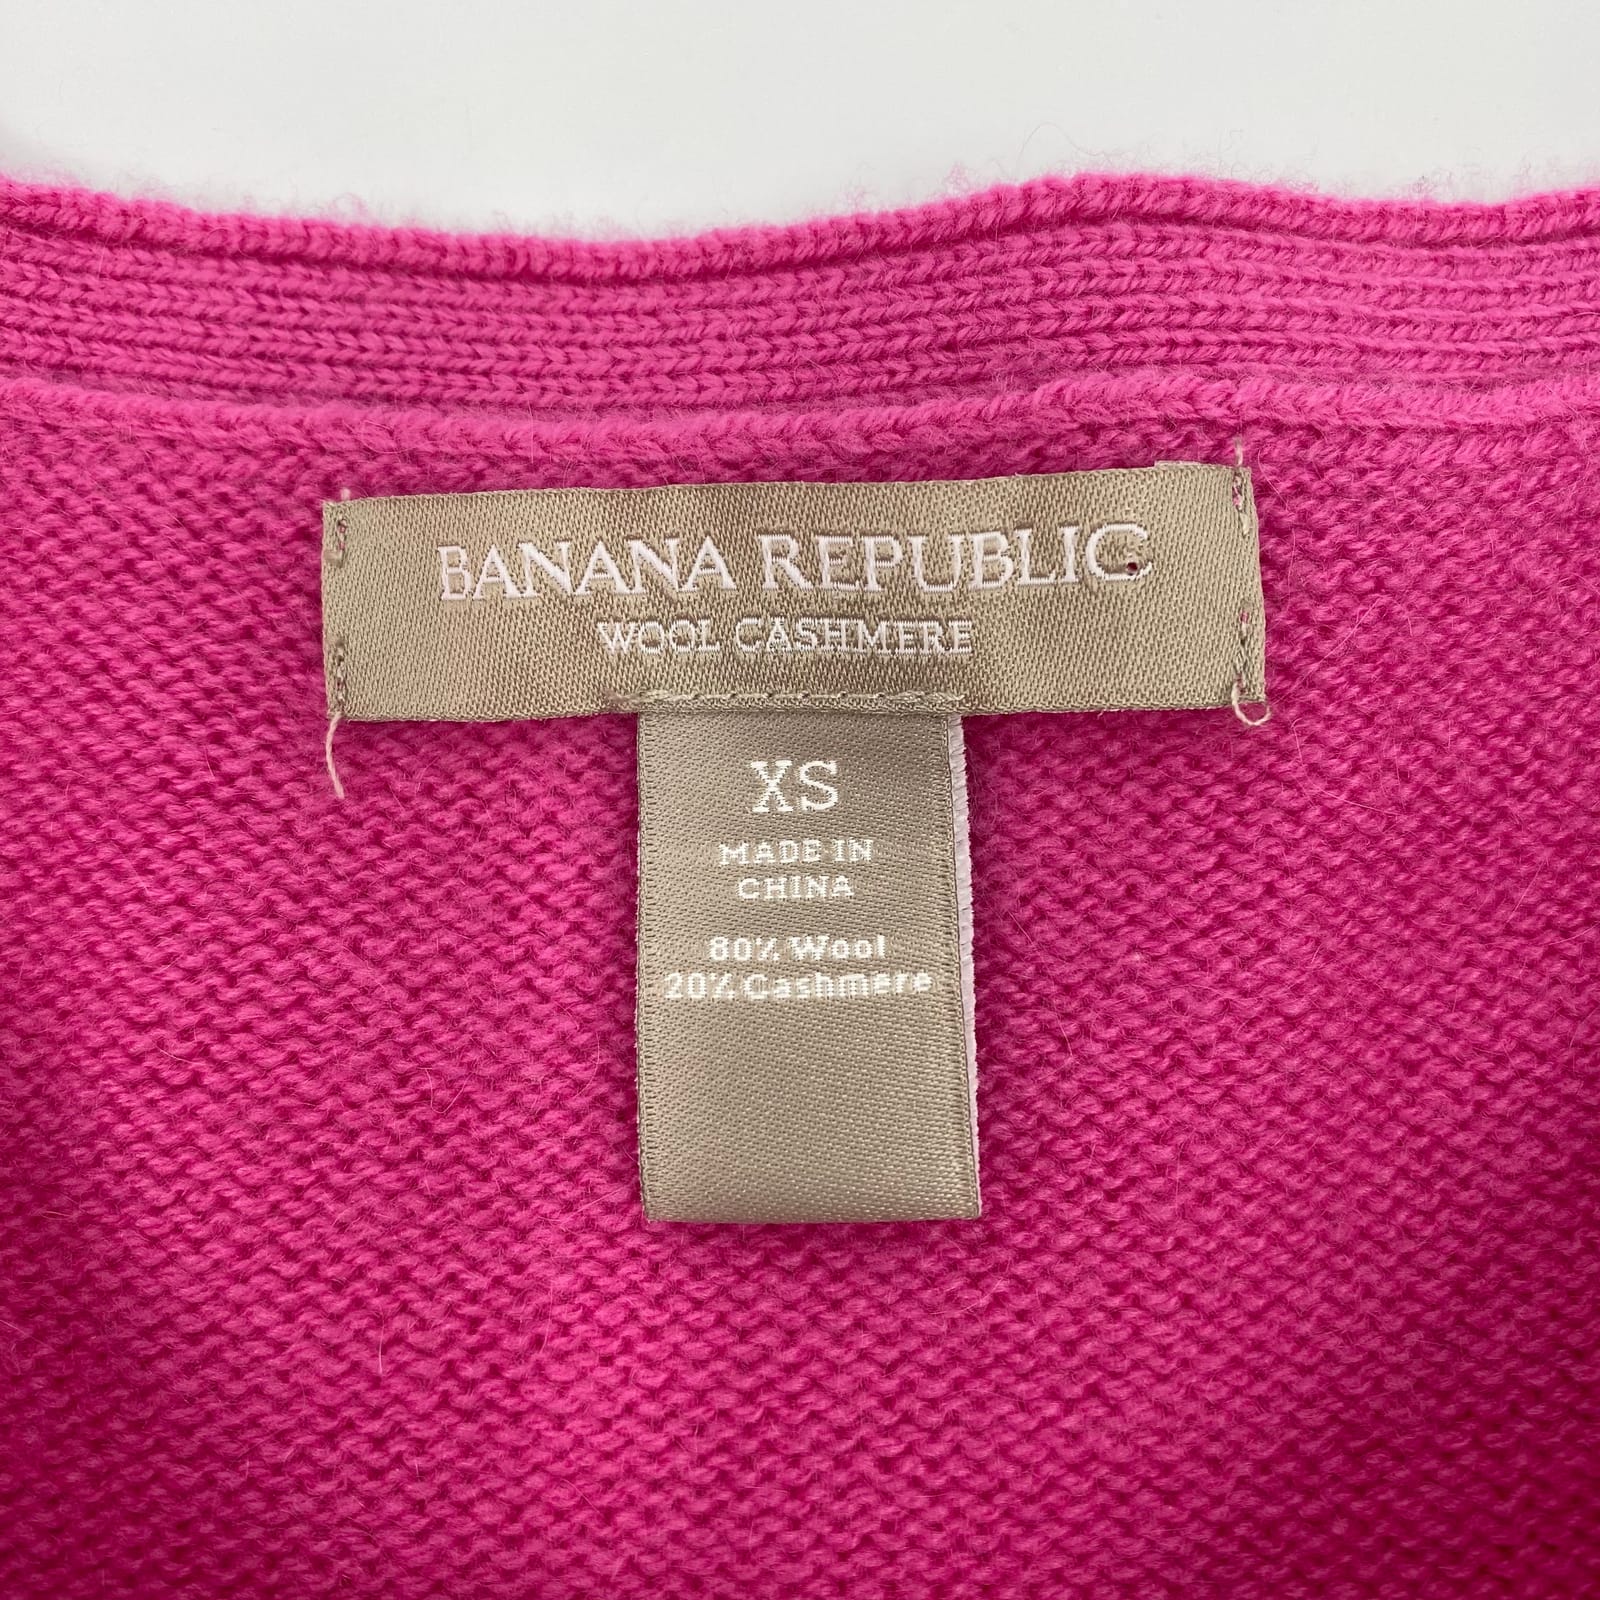 BANANA REPUBLIC
WOOL CASHMERE
XS
MADE IN
CHINA
80% Wool
20% Cashmere